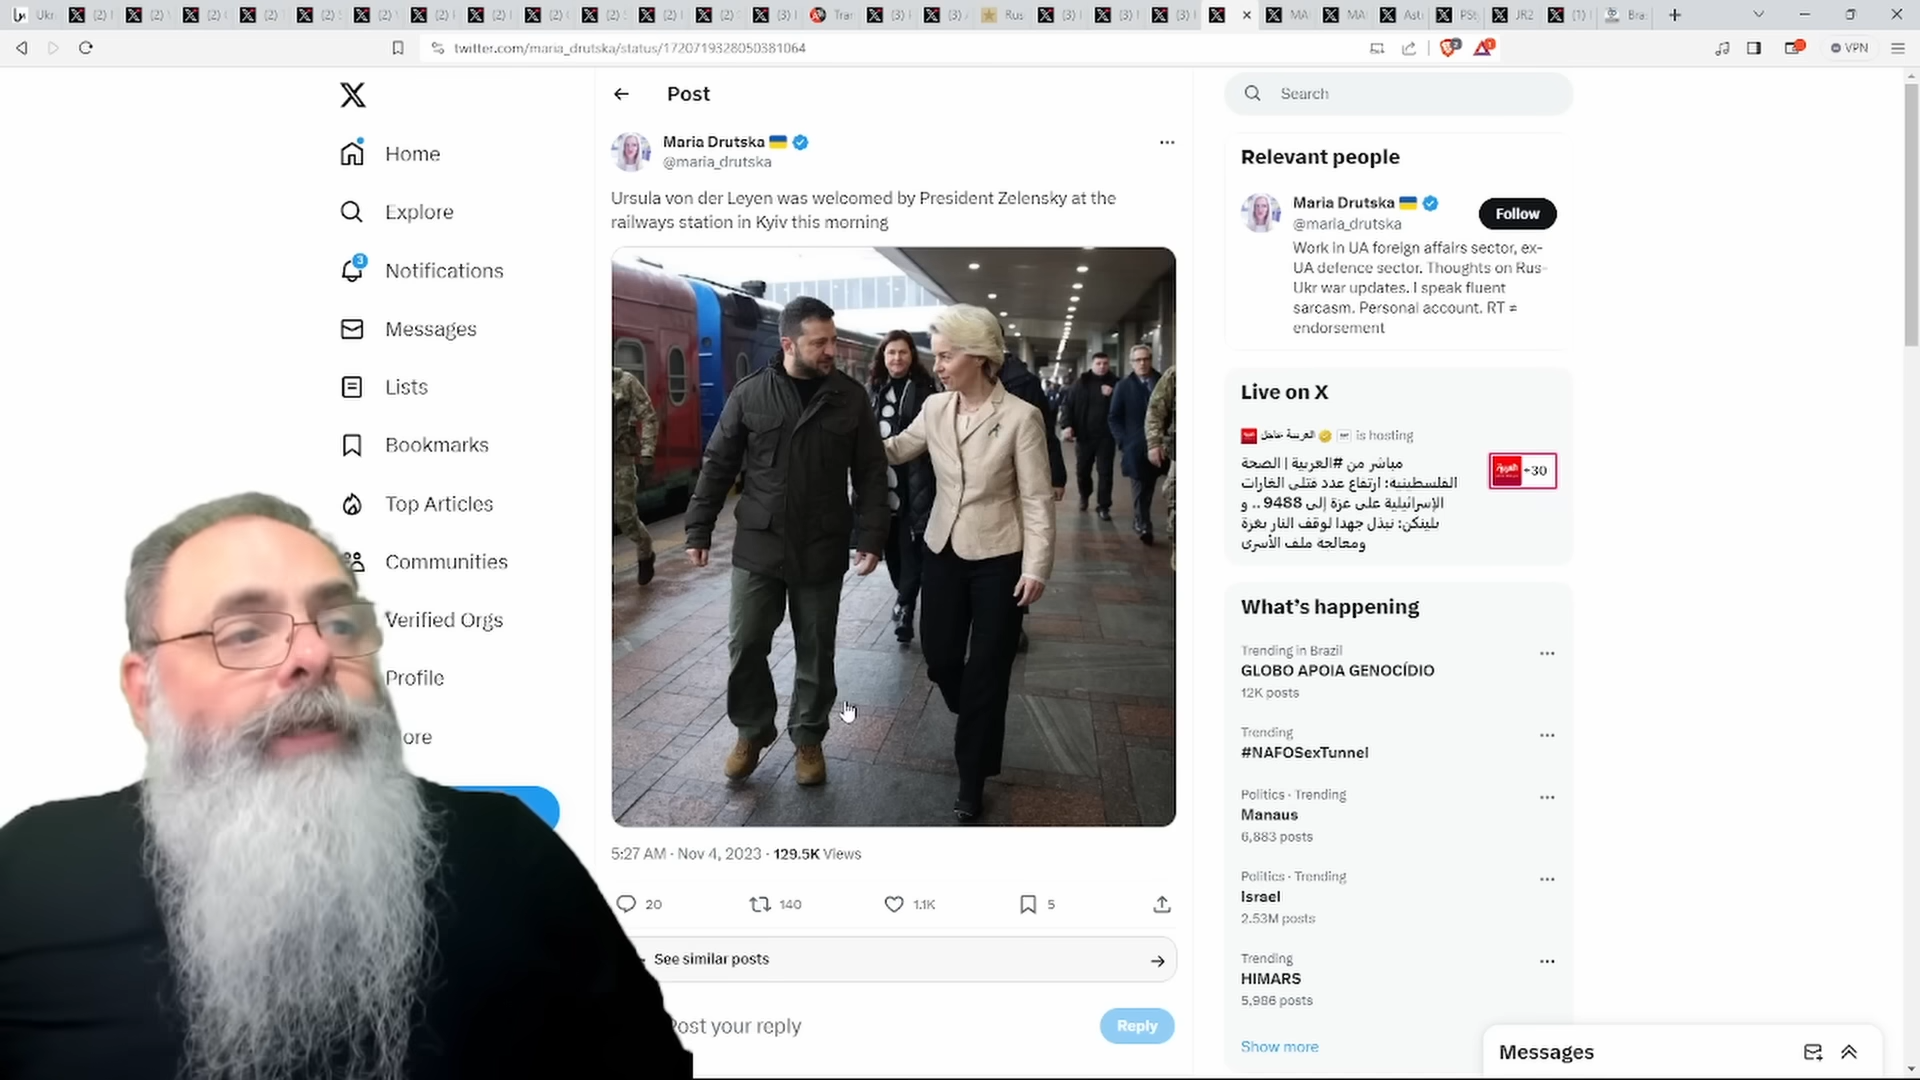 twitter.com/maria_drutska/status/1720719328050381064
VPN
Home
Explore
3
Notifications
Messages
Lists
Bookmarks
Top Articles
Communities
Verified Orgs
Profile
ore
Post
Maria Drutska
@maria_drutska
Ursula von der Leyen was welcomed by President Zelensky at the
railways station in Kyiv this morning
5:27 AM · Nov 4, 2023 · 129.5K Views
20
140
1.1K
5
See similar posts
Post your reply
Reply
Search
Relevant people
Maria Drutska
@maria_drutska
Follow
Work in UA foreign affairs sector, ex-
UA defence sector. Thoughts on Rus-
Ukr war updates. I speak fluent
sarcasm. Personal account. RT ≠
endorsement
Live on X
العربية عاجل is hosting
مباشر من #العربية | الصحة
الفلسطينية: ارتفاع عدد قتلى الغارات
الإسرائيلية على غزة إلى 9488 .. و
بلينكن: نبذل جهدا لوقف النار بغزة
ومعالجة ملف الأسرى
+30
What's happening
Trending in Brazil
GLOBO APOIA GENOCÍDIO
12K posts
Trending
#NAFOSexTunnel
Politics · Trending
Manaus
6,883 posts
Politics · Trending
Israel
2.53M posts
Trending
HIMARS
5,986 posts
Show more
Messages